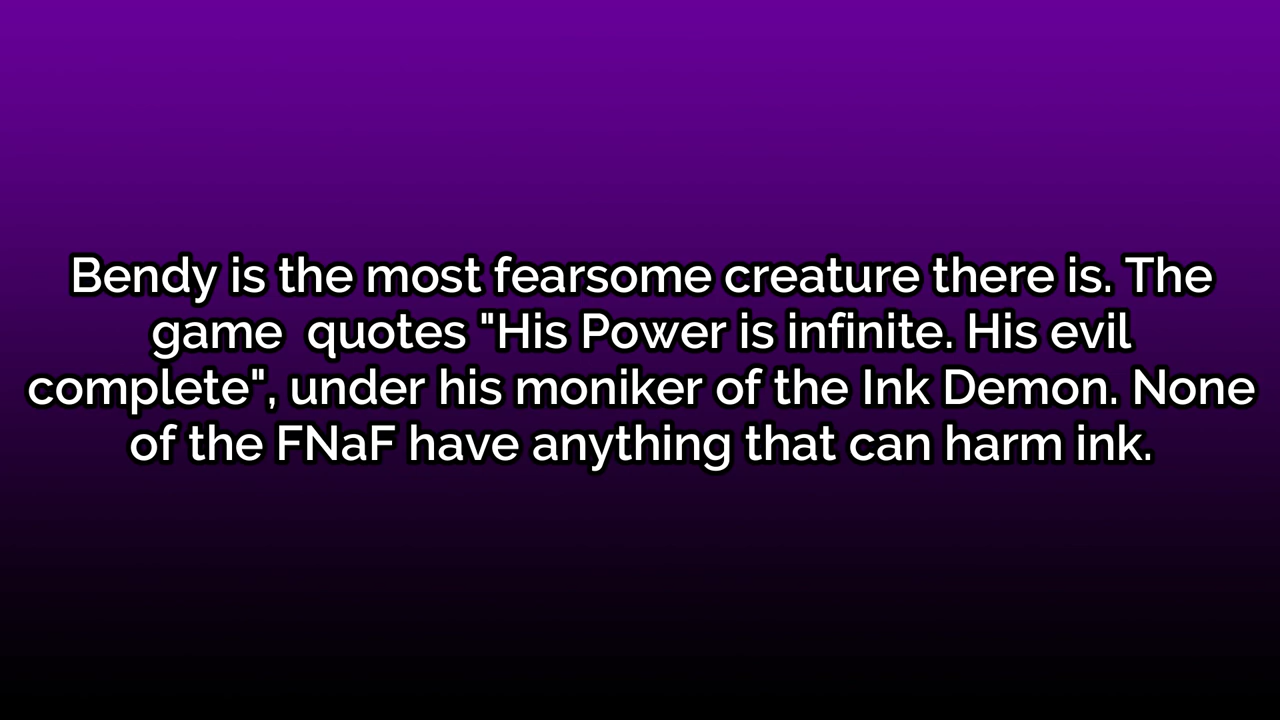 Bendy is the most fearsome creature there is. The
game  quotes "His Power is infinite. His evil
complete", under his moniker of the Ink Demon. None
of the FNaF have anything that can harm ink.